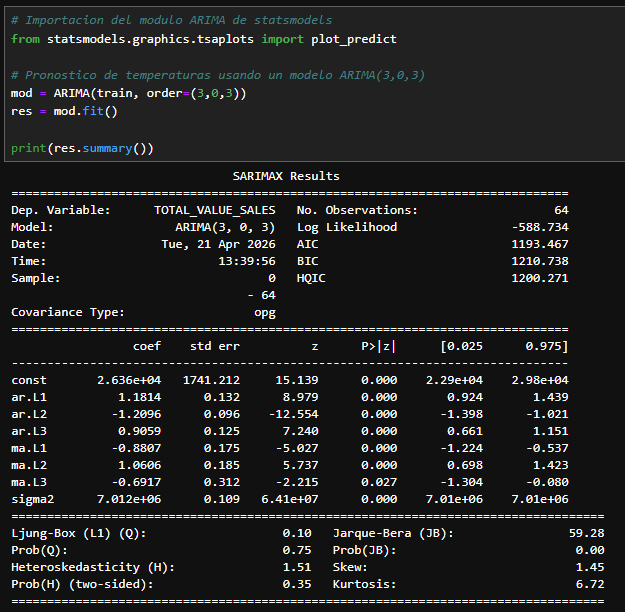 # Importacion del modulo ARIMA de statsmodels
from statsmodels.graphics.tsaplots import plot_predict
# Pronostico de temperaturas usando un modelo ARIMA(3,0,3)
mod = ARIMA(train, order=(3,0,3))
res = mod.fit()
print(res.summary())
SARIMAX Results
==============================================================================
Dep. Variable: TOTAL_VALUE_SALES No. Observations: 64
Model: ARIMA(3, 0, 3) Log Likelihood -588.734
Date: Tue, 21 Apr 2026 AIC 1193.467
Time: 13:39:56 BIC 1210.738
Sample: 0 HQIC 1200.271
- 64
Covariance Type: opg
==============================================================================
coef std err z P>|z| [0.025 0.975]
------------------------------------------------------------------------------
const 2.636e+04 1741.212 15.139 0.000 2.29e+04 2.98e+04
ar.L1 1.1814 0.132 8.979 0.000 0.924 1.439
ar.L2 -1.2096 0.096 -12.554 0.000 -1.398 -1.021
ar.L3 0.9059 0.125 7.240 0.000 0.661 1.151
ma.L1 -0.8807 0.175 -5.027 0.000 -1.224 -0.537
ma.L2 1.0606 0.185 5.737 0.000 0.698 1.423
ma.L3 -0.6917 0.312 -2.215 0.027 -1.304 -0.080
sigma2 7.012e+06 0.109 6.41e+07 0.000 7.01e+06 7.01e+06
===================================================================================
Ljung-Box (L1) (Q): 0.10 Jarque-Bera (JB): 59.28
Prob(Q): 0.75 Prob(JB): 0.00
Heteroskedasticity (H): 1.51 Skew: 1.45
Prob(H) (two-sided): 0.35 Kurtosis: 6.72
===================================================================================